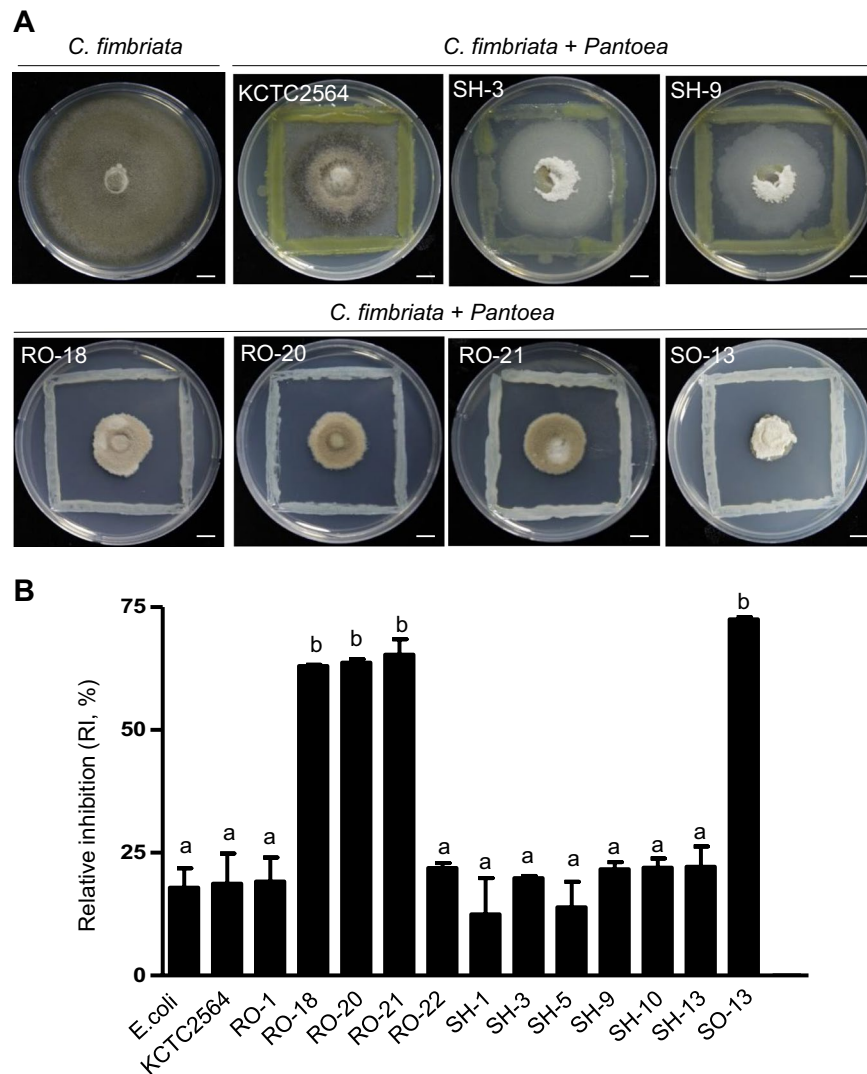 A
C. fimbriata
C. fimbriata + Pantoea
KCTC2564
SH-3
SH-9
C. fimbriata + Pantoea
RO-18
RO-20
RO-21
SO-13
B
Relative inhibition (RI, %)
75
50
25
0
a
a
a
b
b
b
a
a
a
a
a
a
a
b
E.coli
KCTC2564
RO-1
RO-18
RO-20
RO-21
RO-22
SH-1
SH-3
SH-5
SH-9
SH-10
SH-13
SO-13